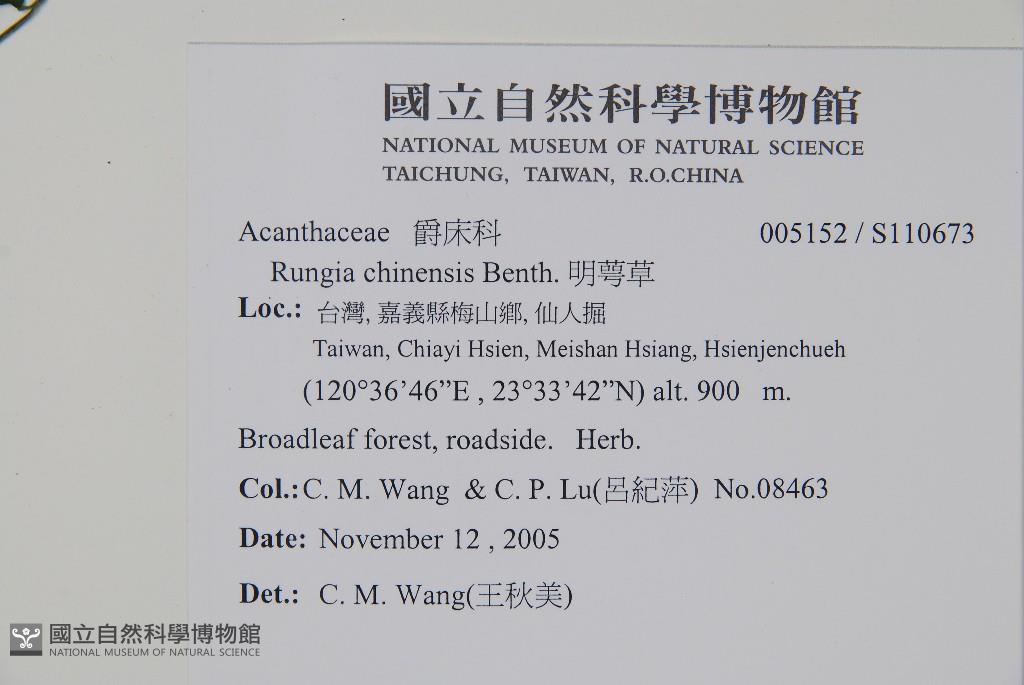 國立自然科學博物館
NATIONAL MUSEUM OF NATURAL SCIENCE
TAICHUNG, TAIWAN, R.O.CHINA
Acanthaceae 爵床科 005152 / S110673
Rungia chinensis Benth. 明萼草
Loc.: 台灣, 嘉義縣梅山鄉, 仙人掘
Taiwan, Chiayi Hsien, Meishan Hsiang, Hsienjenchueh
(120°36’46”E , 23°33’42”N) alt. 900 m.
Broadleaf forest, roadside. Herb.
Col.: C. M. Wang & C. P. Lu(呂紀萍) No.08463
Date: November 12 , 2005
Det.: C. M. Wang(王秋美)
國立自然科學博物館
NATIONAL MUSEUM OF NATURAL SCIENCE